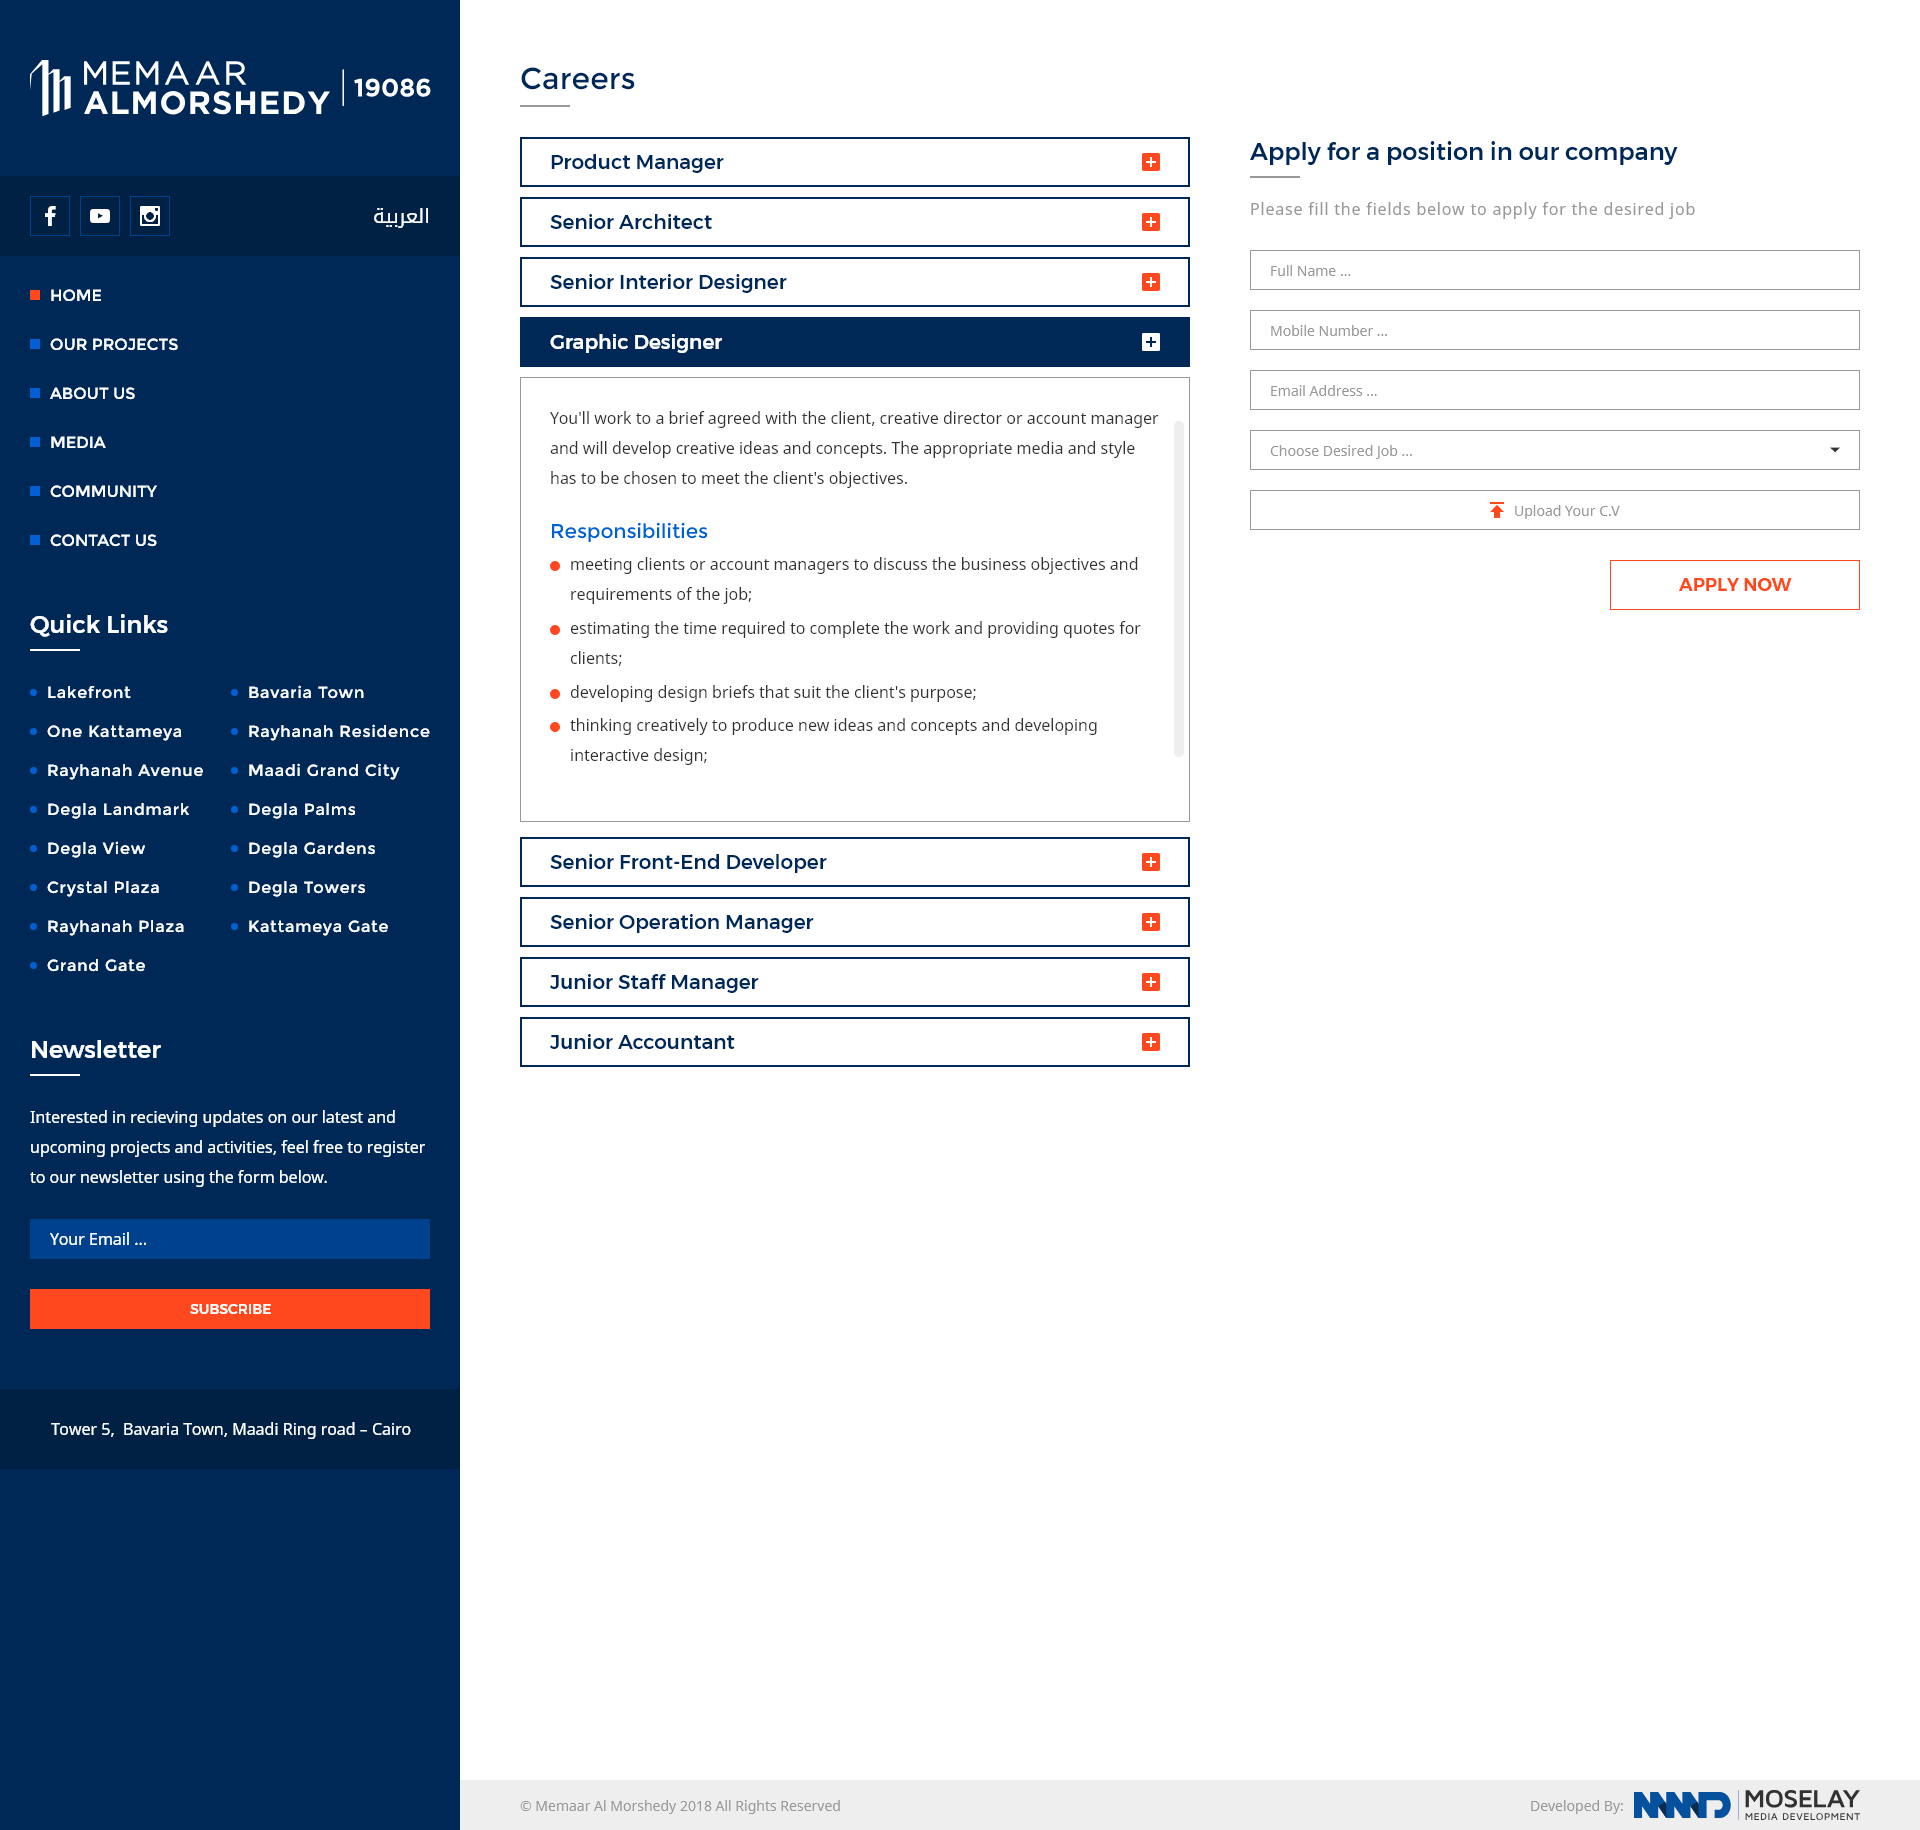 MEMAAR
ALMORSHEDY
19086
العربية
HOME
OUR PROJECTS
ABOUT US
MEDIA
COMMUNITY
CONTACT US
Quick Links
Lakefront
Bavaria Town
One Kattameya
Rayhanah Residence
Rayhanah Avenue
Maadi Grand City
Degla Landmark
Degla Palms
Degla View
Degla Gardens
Crystal Plaza
Degla Towers
Rayhanah Plaza
Kattameya Gate
Grand Gate
Newsletter
Interested in recieving updates on our latest and
upcoming projects and activities, feel free to register
to our newsletter using the form below.
Your Email ...
SUBSCRIBE
Tower 5,  Bavaria Town, Maadi Ring road – Cairo
Careers
Product Manager
Senior Architect
Senior Interior Designer
Graphic Designer
You'll work to a brief agreed with the client, creative director or account manager
and will develop creative ideas and concepts. The appropriate media and style
has to be chosen to meet the client's objectives.
Responsibilities
meeting clients or account managers to discuss the business objectives and
requirements of the job;
estimating the time required to complete the work and providing quotes for
clients;
developing design briefs that suit the client's purpose;
thinking creatively to produce new ideas and concepts and developing
interactive design;
Senior Front-End Developer
Senior Operation Manager
Junior Staff Manager
Junior Accountant
Apply for a position in our company
Please fill the fields below to apply for the desired job
Full Name ...
Mobile Number ...
Email Address ...
Choose Desired Job ...
Upload Your C.V
APPLY NOW
© Memaar Al Morshedy 2018 All Rights Reserved
Developed By:
MOSELAY
MEDIA DEVELOPMENT